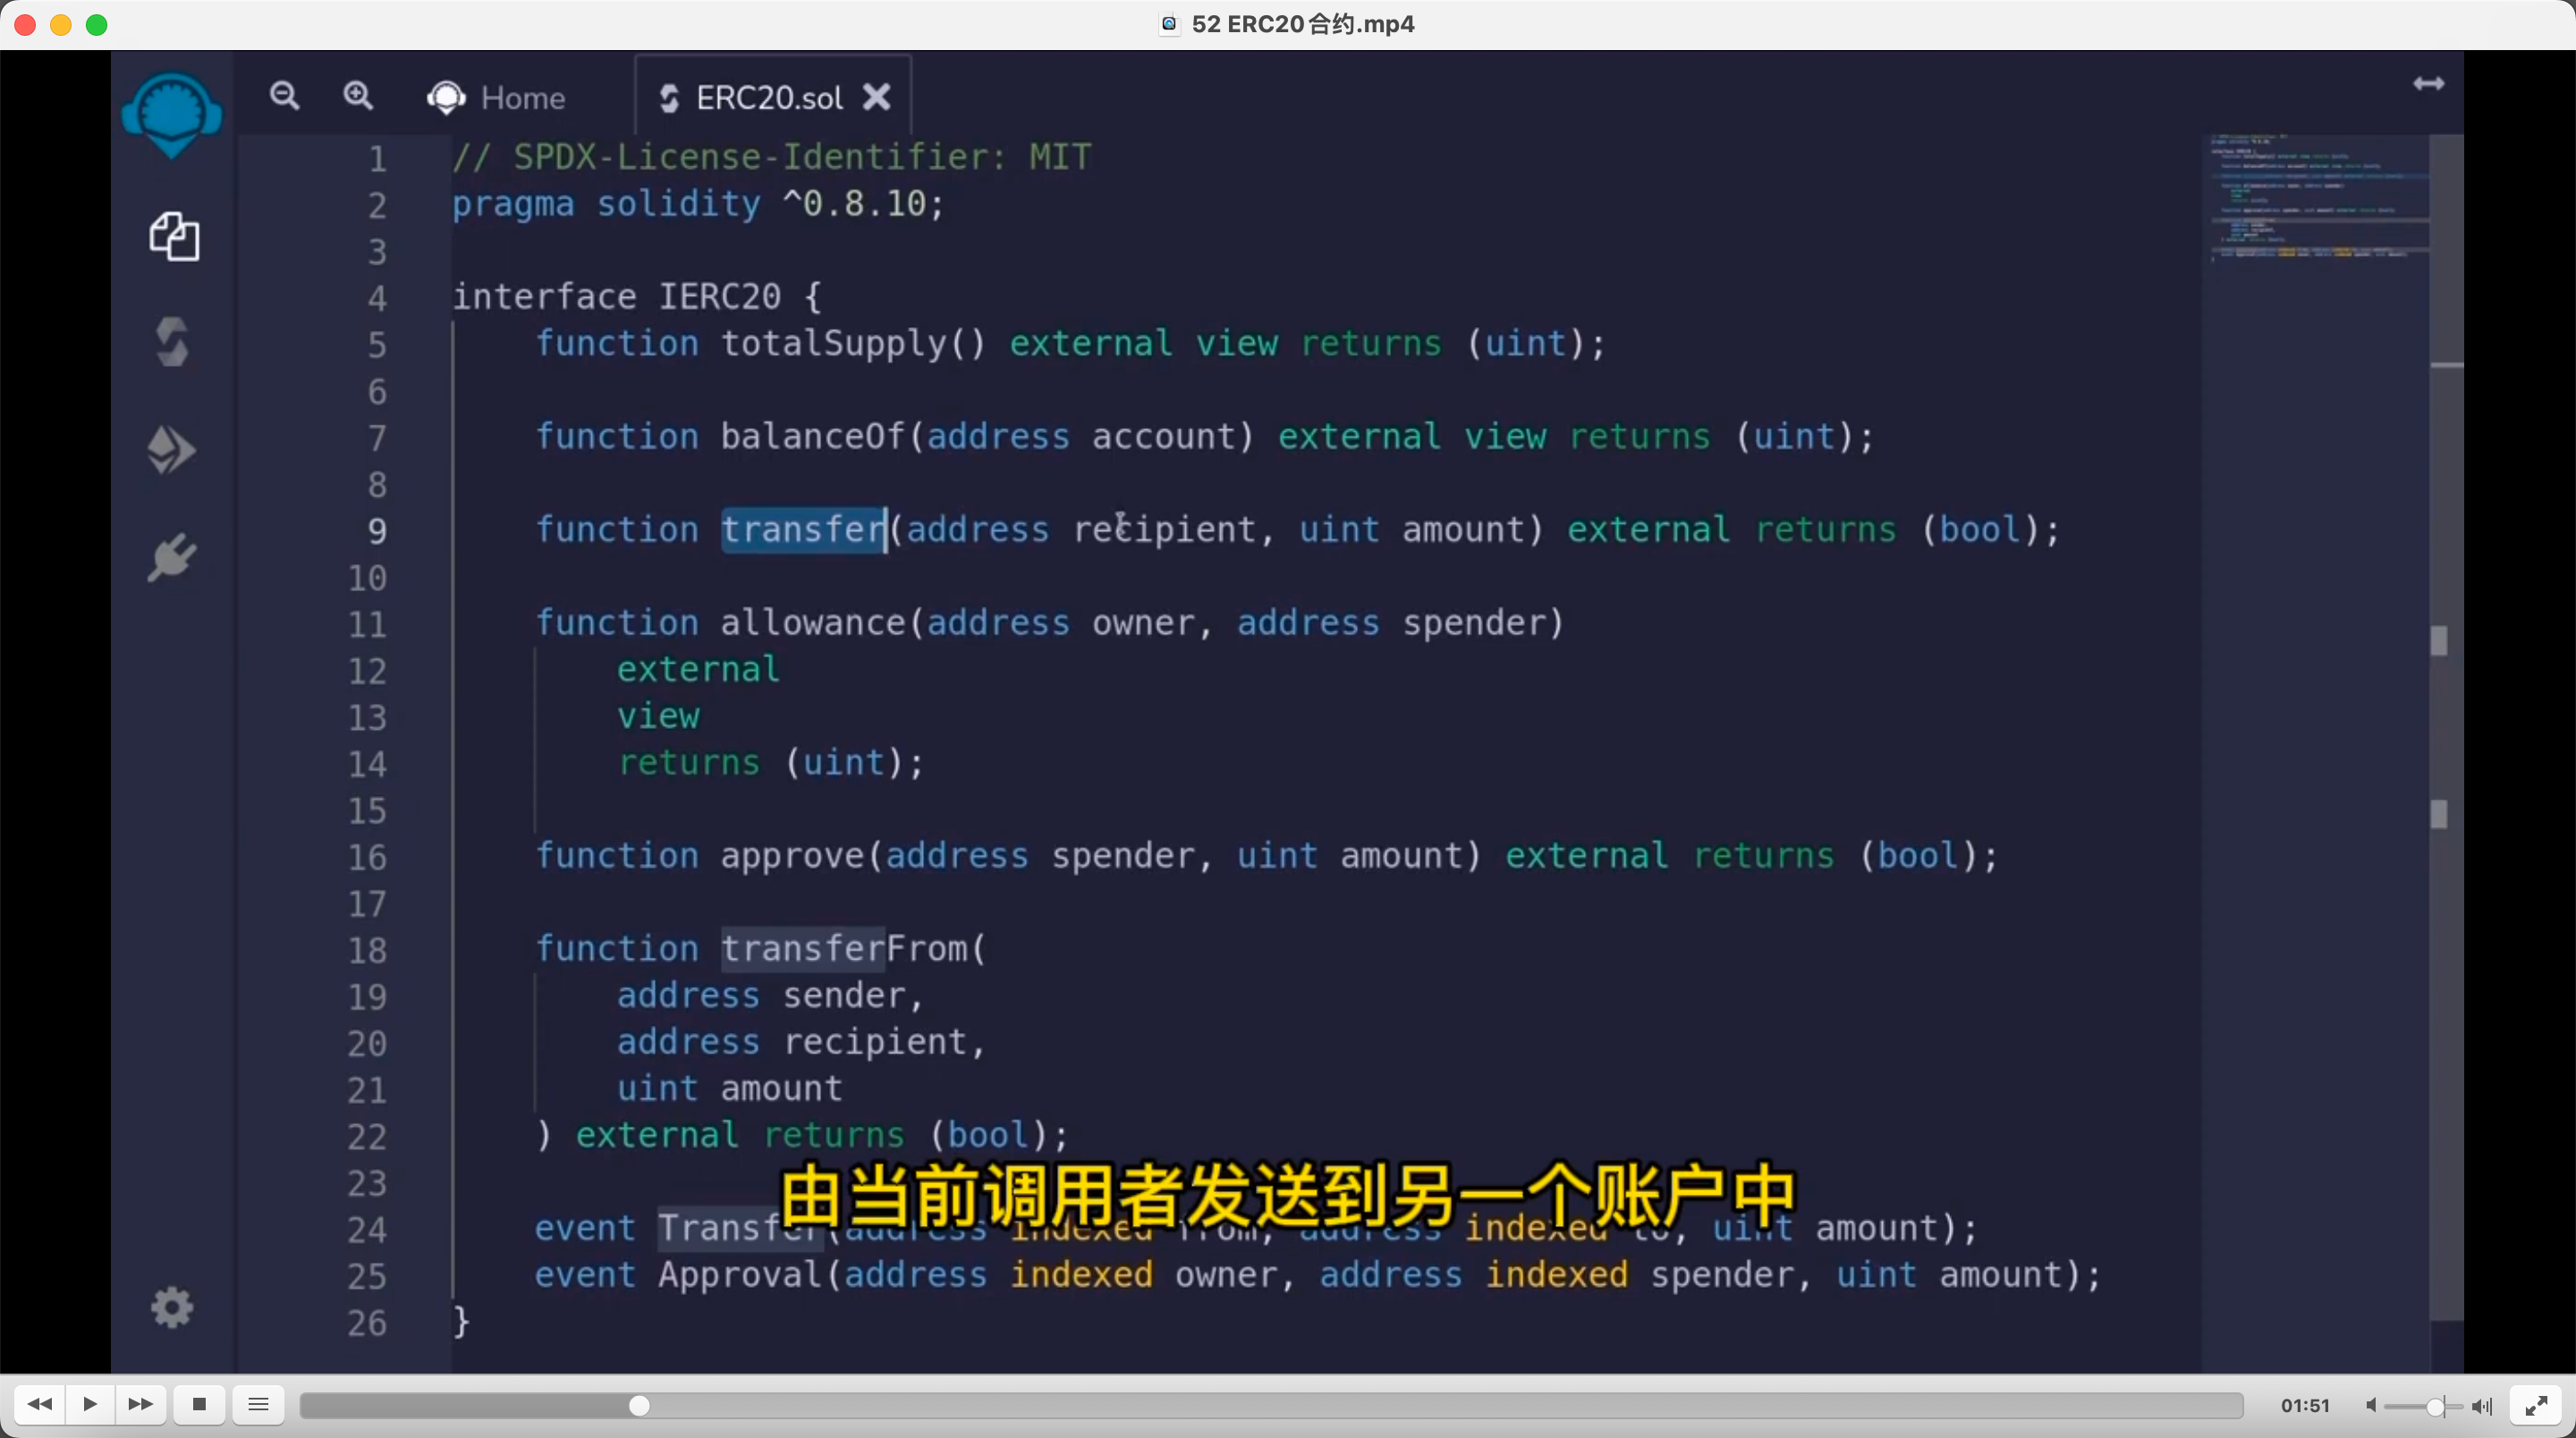 52 ERC20合约.mp4
Home
ERC20.sol
1 // SPDX-License-Identifier: MIT
2 pragma solidity ^0.8.10;
3
4 interface IERC20 {
5 function totalSupply() external view returns (uint);
6
7 function balanceOf(address account) external view returns (uint);
8
9 function transfer(address recipient, uint amount) external returns (bool);
10
11 function allowance(address owner, address spender)
12 external
13 view
14 returns (uint);
15
16 function approve(address spender, uint amount) external returns (bool);
17
18 function transferFrom(
19 address sender,
20 address recipient,
21 uint amount
22 ) external returns (bool);
23
由当前调用者发送到另一个账户中
24 event Transfer(address indexed from, address indexed to, uint amount);
25 event Approval(address indexed owner, address indexed spender, uint amount);
26 }
01:51